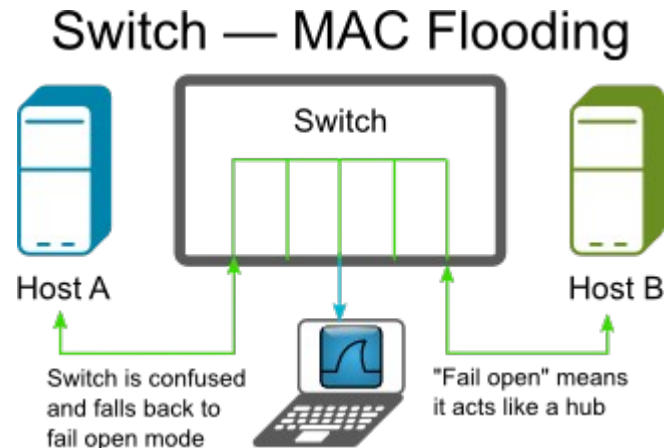 Switch — MAC Flooding
Switch
Host A
Host B
Switch is confused
and falls back to
fail open mode
"Fail open" means
it acts like a hub